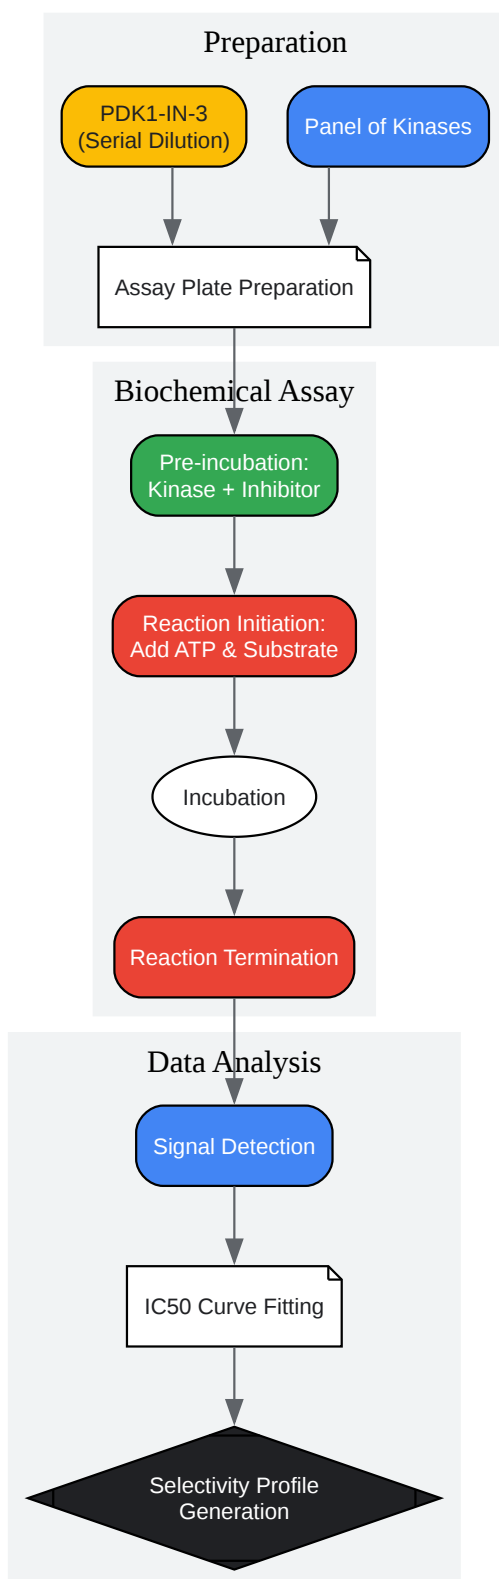 Preparation
PDK1-IN-3
(Serial Dilution)
Panel of Kinases
Assay Plate Preparation
Biochemical Assay
Pre-incubation:
Kinase + Inhibitor
Reaction Initiation:
Add ATP & Substrate
Incubation
Reaction Termination
Data Analysis
Signal Detection
IC50 Curve Fitting
Selectivity Profile
Generation